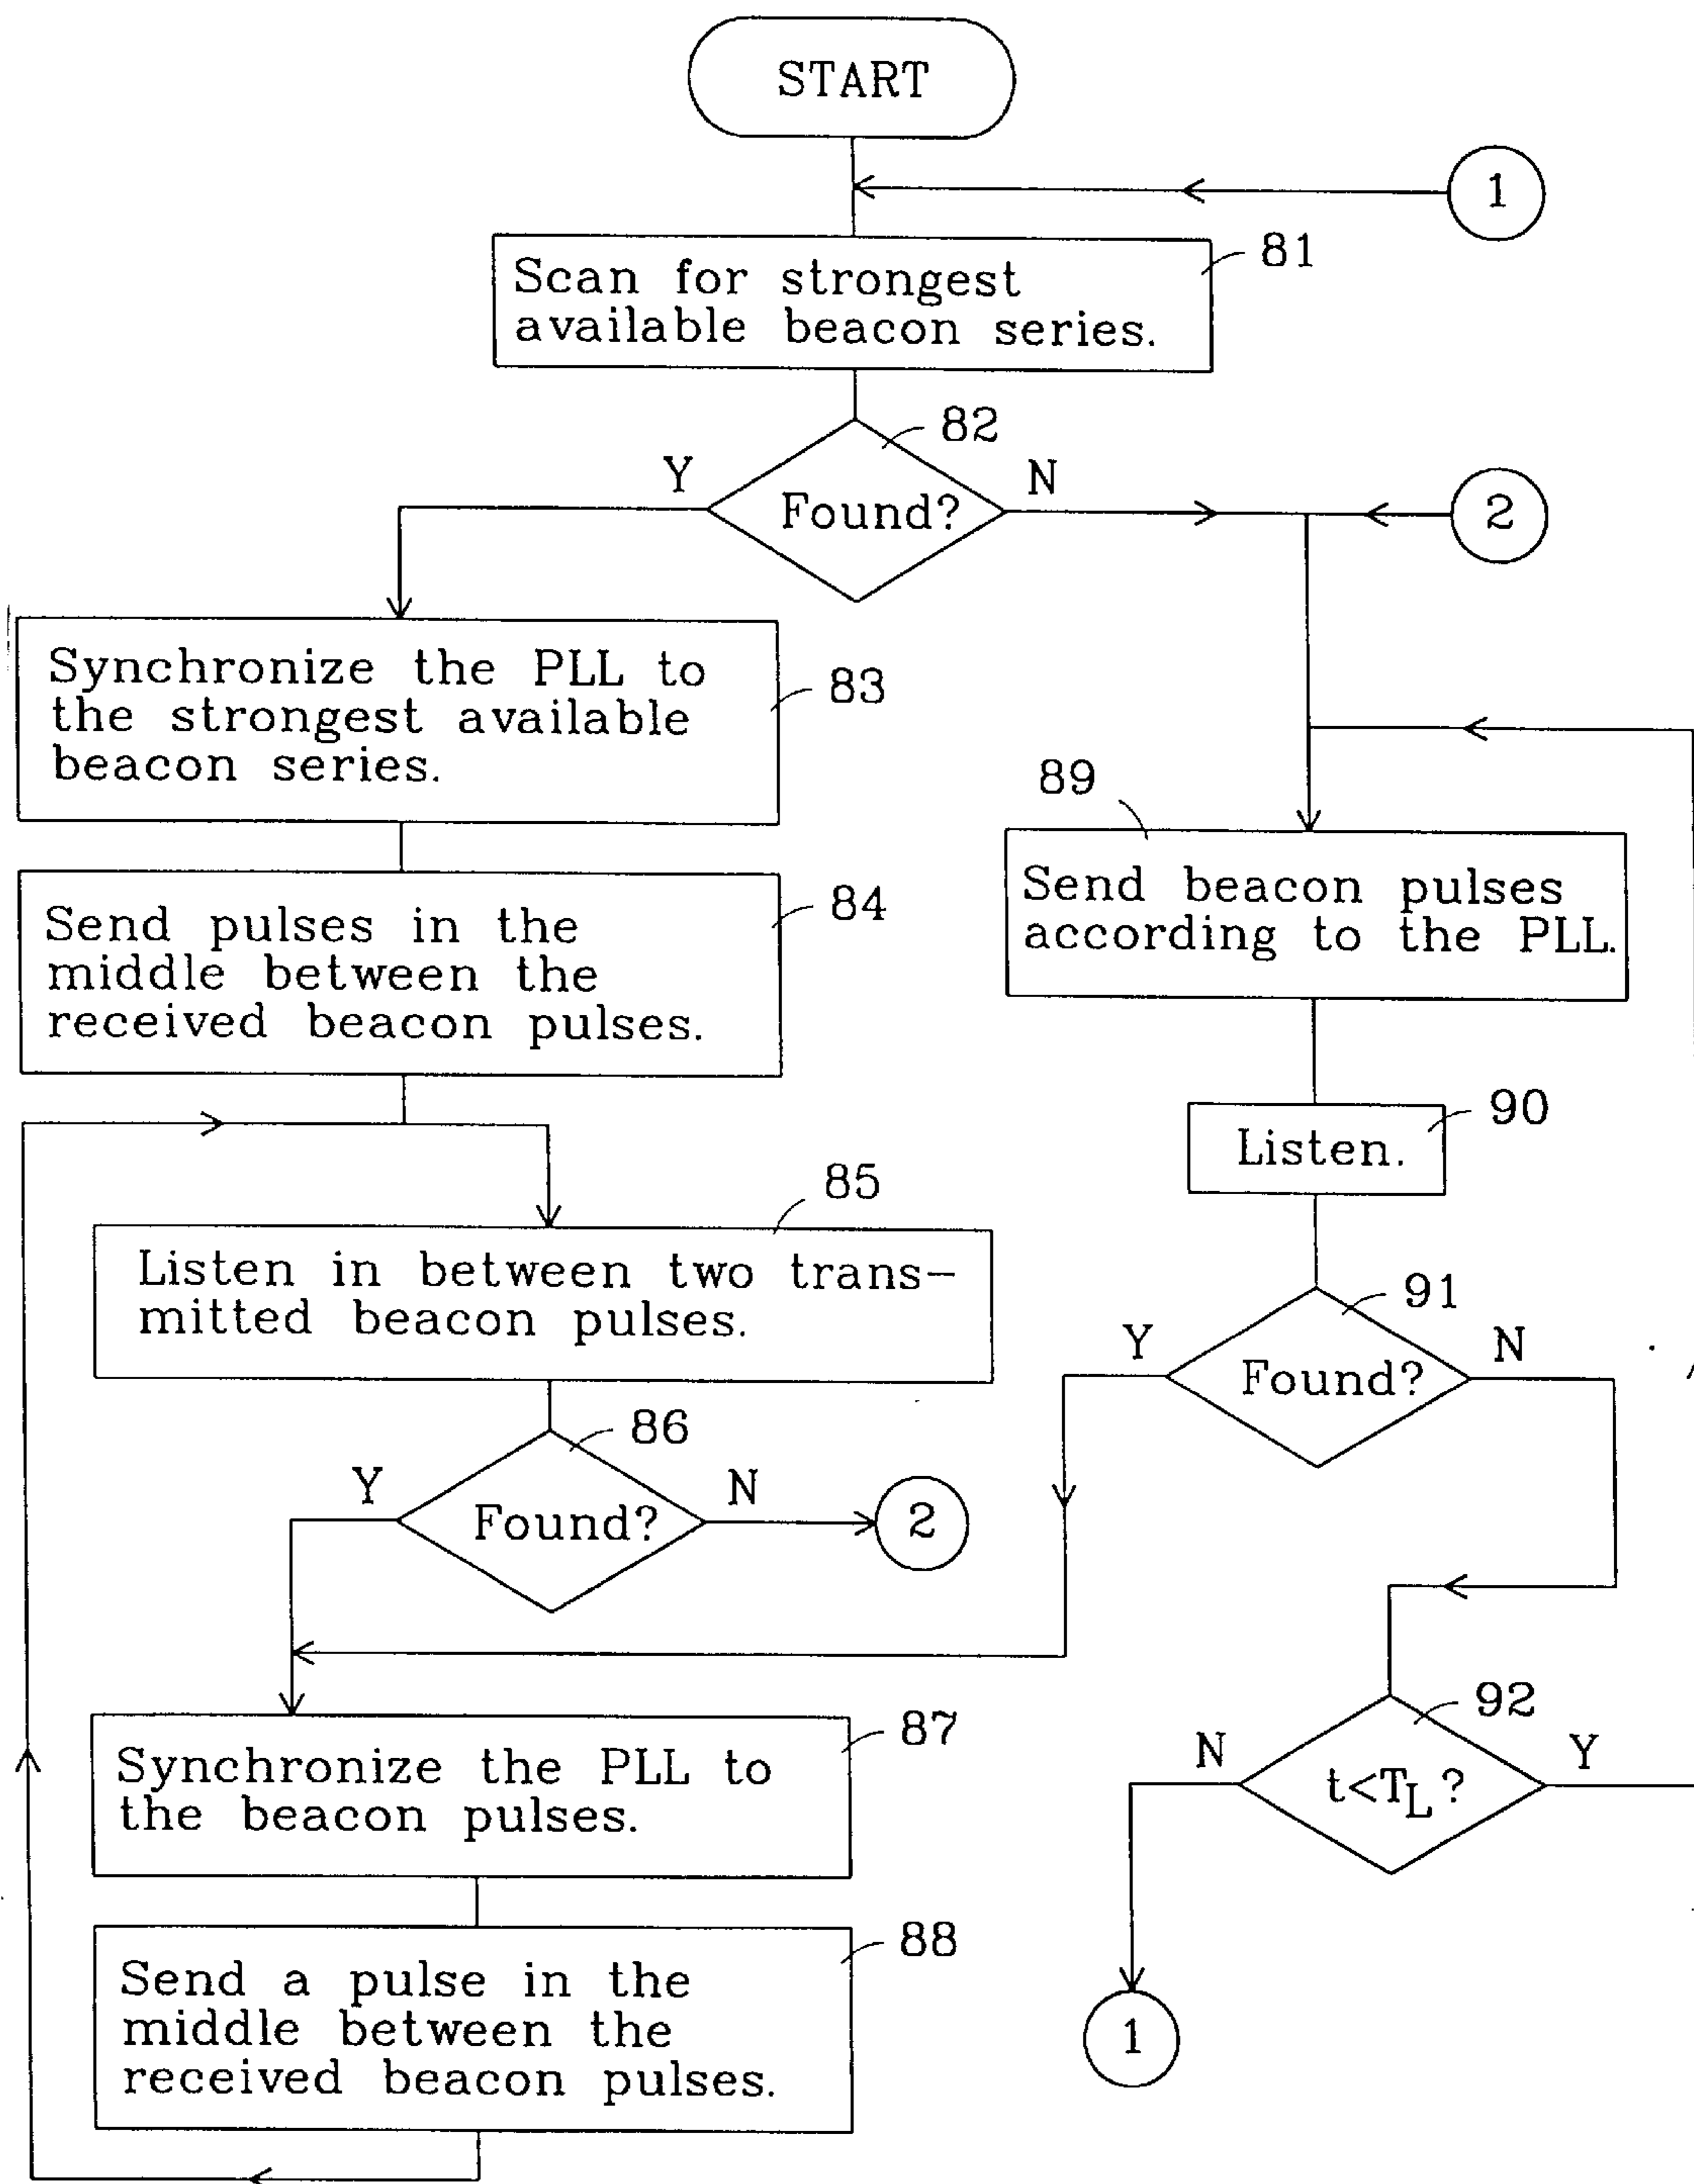 START
1
81
Scan for strongest
available beacon series.
82
Y
N
Found?
2
Synchronize the PLL to
the strongest available
beacon series.
83
89
Send beacon pulses
according to the PLL.
84
Send pulses in the
middle between the
received beacon pulses.
90
Listen.
85
Listen in between two trans-
mitted beacon pulses.
91
Y
N
Found?
86
Y
N
Found?
2
92
N
Y
t<TL?
87
Synchronize the PLL to
the beacon pulses.
88
Send a pulse in the
middle between the
received beacon pulses.
1